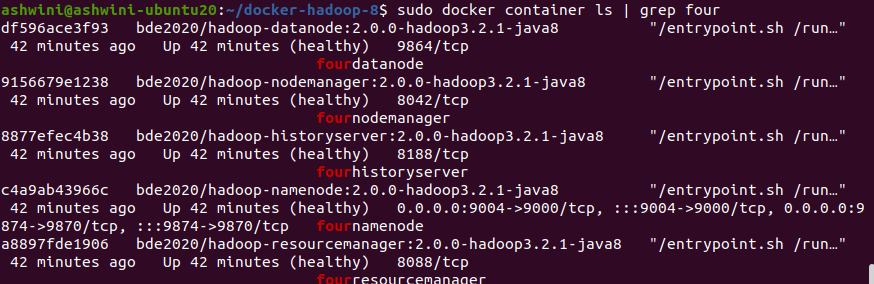 ashwini@ashwini-ubuntu20:~/docker-hadoop-8$ sudo docker container ls | grep four
df596ace3f93   bde2020/hadoop-datanode:2.0.0-hadoop3.2.1-java8          "/entrypoint.sh /run…"
 42 minutes ago   Up 42 minutes (healthy)   9864/tcp
fourdatanode
9156679e1238   bde2020/hadoop-nodemanager:2.0.0-hadoop3.2.1-java8       "/entrypoint.sh /run…"
 42 minutes ago   Up 42 minutes (healthy)   8042/tcp
fournodemanager
8877efec4b38   bde2020/hadoop-historyserver:2.0.0-hadoop3.2.1-java8     "/entrypoint.sh /run…"
 42 minutes ago   Up 42 minutes (healthy)   8188/tcp
fourhistoryserver
c4a9ab43966c   bde2020/hadoop-namenode:2.0.0-hadoop3.2.1-java8          "/entrypoint.sh /run…"
 42 minutes ago   Up 42 minutes (healthy)   0.0.0.0:9004->9000/tcp, :::9004->9000/tcp, 0.0.0.0:9
874->9870/tcp, :::9874->9870/tcp   fournamenode
a8897fde1906   bde2020/hadoop-resourcemanager:2.0.0-hadoop3.2.1-java8   "/entrypoint.sh /run…"
 42 minutes ago   Up 42 minutes (healthy)   8088/tcp
fourresourcemanager